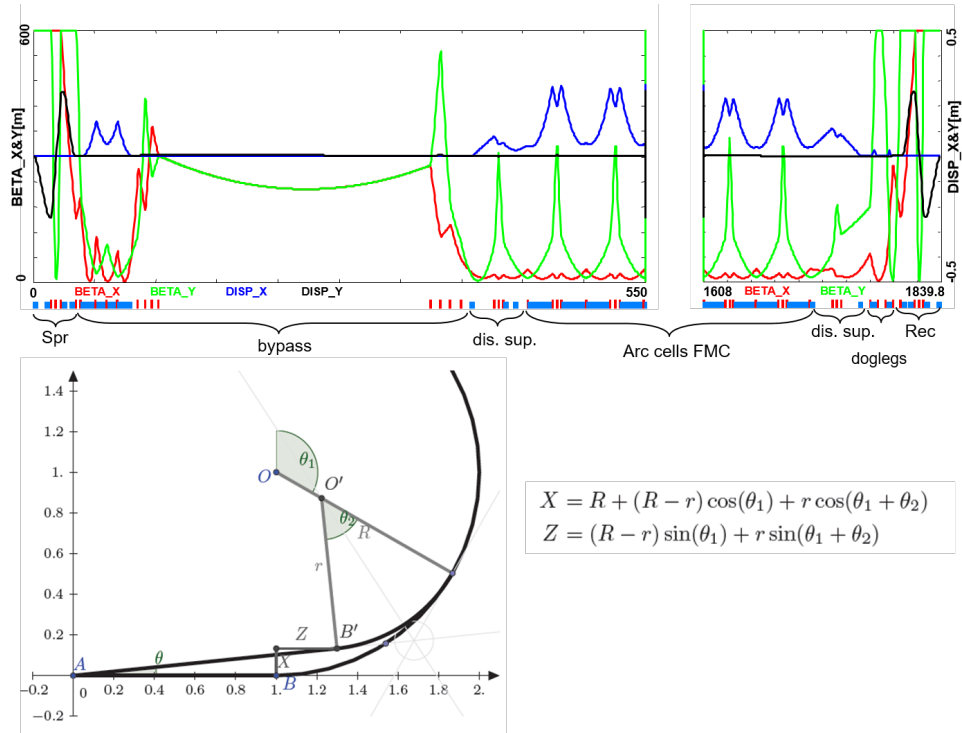 600
0.5
BETA_X&Y[m]
DISP_X&Y[m]
0
-0.5
BETA_X BETA_Y DISP_X DISP_Y
BETA_X BETA_Y
0 550
1608 1839.8
Spr
bypass
dis. sup.
Arc cells FMC
dis. sup.
doglegs
Rec
1.4
1.2
1.
0.8
0.6
0.4
0.2
0
−0.2
−0.2 0.2 0.4 0.6 0.8 1. 1.2 1.4 1.6 1.8 2.
O
θ₁
O′
θ₂
R
r
Z
B′
X
A
θ
B
X = R + (R − r) cos(θ₁) + r cos(θ₁ + θ₂)
Z = (R − r) sin(θ₁) + r sin(θ₁ + θ₂)